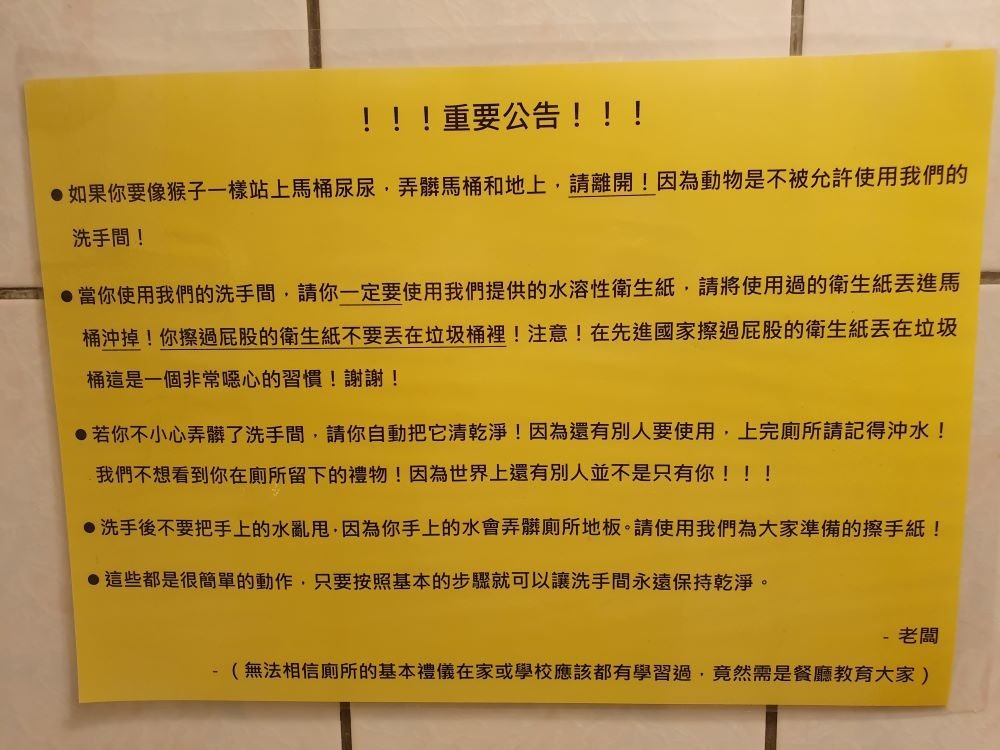 ！！！重要公告！！！
●如果你要像猴子一樣站上馬桶尿尿，弄髒馬桶和地上，請離開！因為動物是不被允許使用我們的
洗手間！
●當你使用我們的洗手間，請你一定要使用我們提供的水溶性衛生紙，請將使用過的衛生紙丟進馬
桶沖掉！你擦過屁股的衛生紙不要丟在垃圾桶裡！注意！在先進國家擦過屁股的衛生紙丟在垃圾
桶這是一個非常噁心的習慣！謝謝！
●若你不小心弄髒了洗手間，請你自動把它清乾淨！因為還有別人要使用，上完廁所請記得沖水！
我們不想看到你在廁所留下的禮物！因為世界上還有別人並不是只有你！！！
●洗手後不要把手上的水亂甩，因為你手上的水會弄髒廁所地板。請使用我們為大家準備的擦手紙！
●這些都是很簡單的動作，只要按照基本的步驟就可以讓洗手間永遠保持乾淨。
- 老闆
- （無法相信廁所的基本禮儀在家或學校應該都有學習過，竟然需是餐廳教育大家）